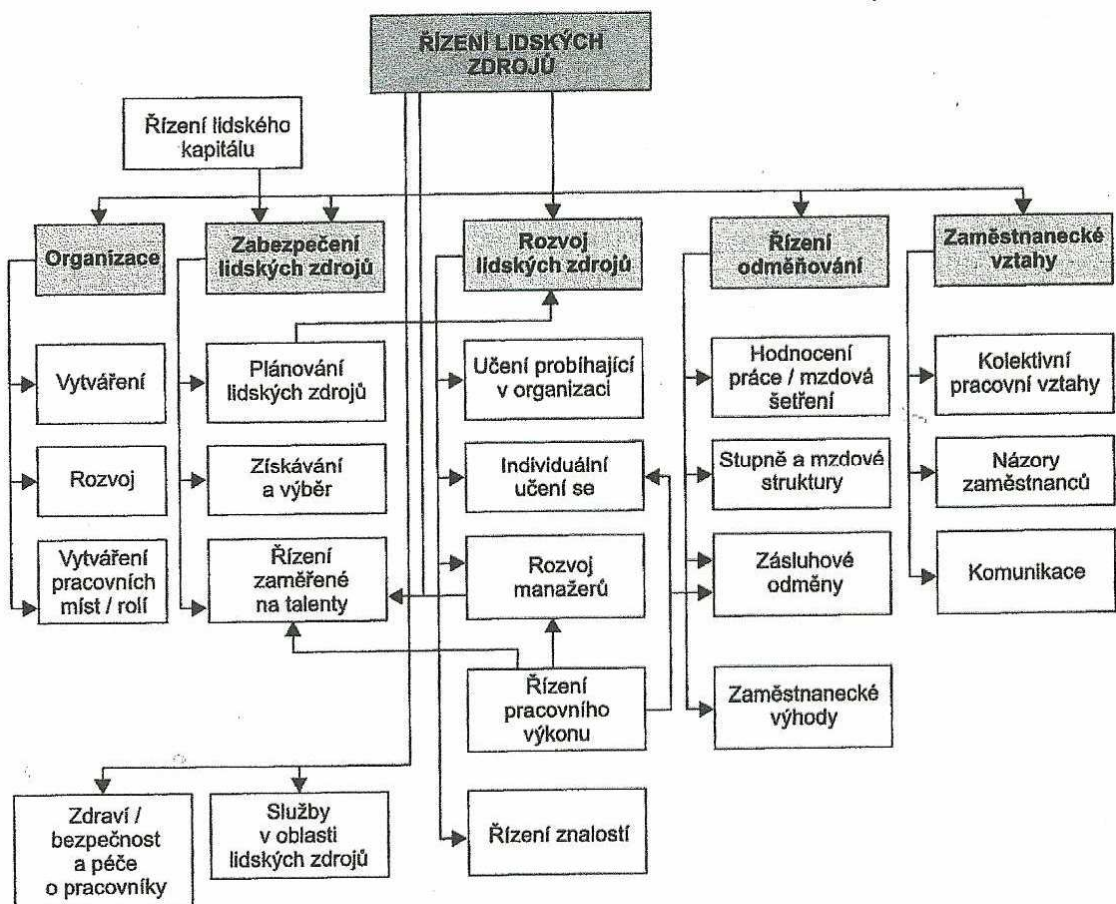 ŘÍZENÍ LIDSKÝCH
ZDROJŮ
Řízení lidského
kapitálu
Organizace
Zabezpečení
lidských zdrojů
Rozvoj
lidských zdrojů
Řízení
odměňování
Zaměstnanecké
vztahy
Vytváření
Plánování
lidských zdrojů
Učení probíhající
v organizaci
Hodnocení
práce / mzdová
šetření
Kolektivní
pracovní vztahy
Rozvoj
Získávání
a výběr
Individuální
učení se
Stupně a mzdové
struktury
Názory
zaměstnanců
Vytváření
pracovních
míst / rolí
Řízení
zaměřené
na talenty
Rozvoj
manažerů
Zásluhové
odměny
Komunikace
Řízení
pracovního
výkonu
Zaměstnanecké
výhody
Zdraví /
bezpečnost
a péče
o pracovníky
Služby
v oblasti
lidských zdrojů
Řízení znalostí